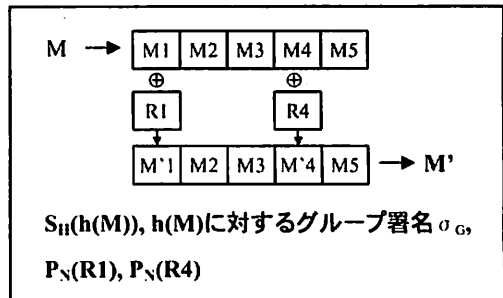 M → M1 M2 M3 M4 M5
⊕ ⊕
R1 R4
M'1 M2 M3 M'4 M5 → M'
S_H(h(M)), h(M)に対するグループ署名 σ_G,
P_N(R1), P_N(R4)